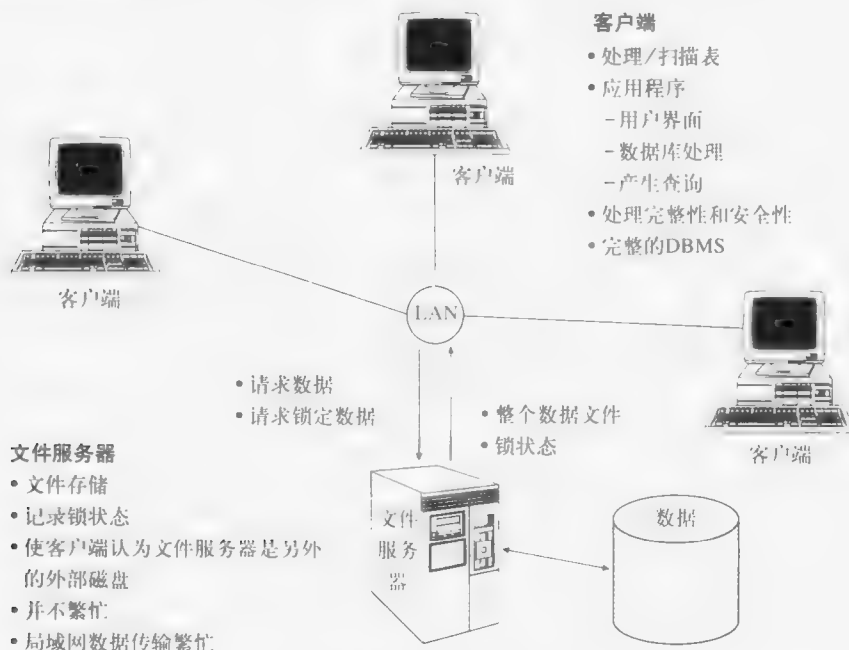 客户端
• 处理/扫描表
• 应用程序
-用户界面
-数据库处理
-产生查询
• 处理完整性和安全性
• 完整的DBMS
客户端
客户端
LAN
客户端
• 请求数据
• 请求锁定数据
• 整个数据文件
• 锁状态
文件服务器
• 文件存储
• 记录锁状态
• 使客户端认为文件服务器是另外
的外部磁盘
• 并不繁忙
• 局域网数据传输繁忙
文件
服务
器
数据